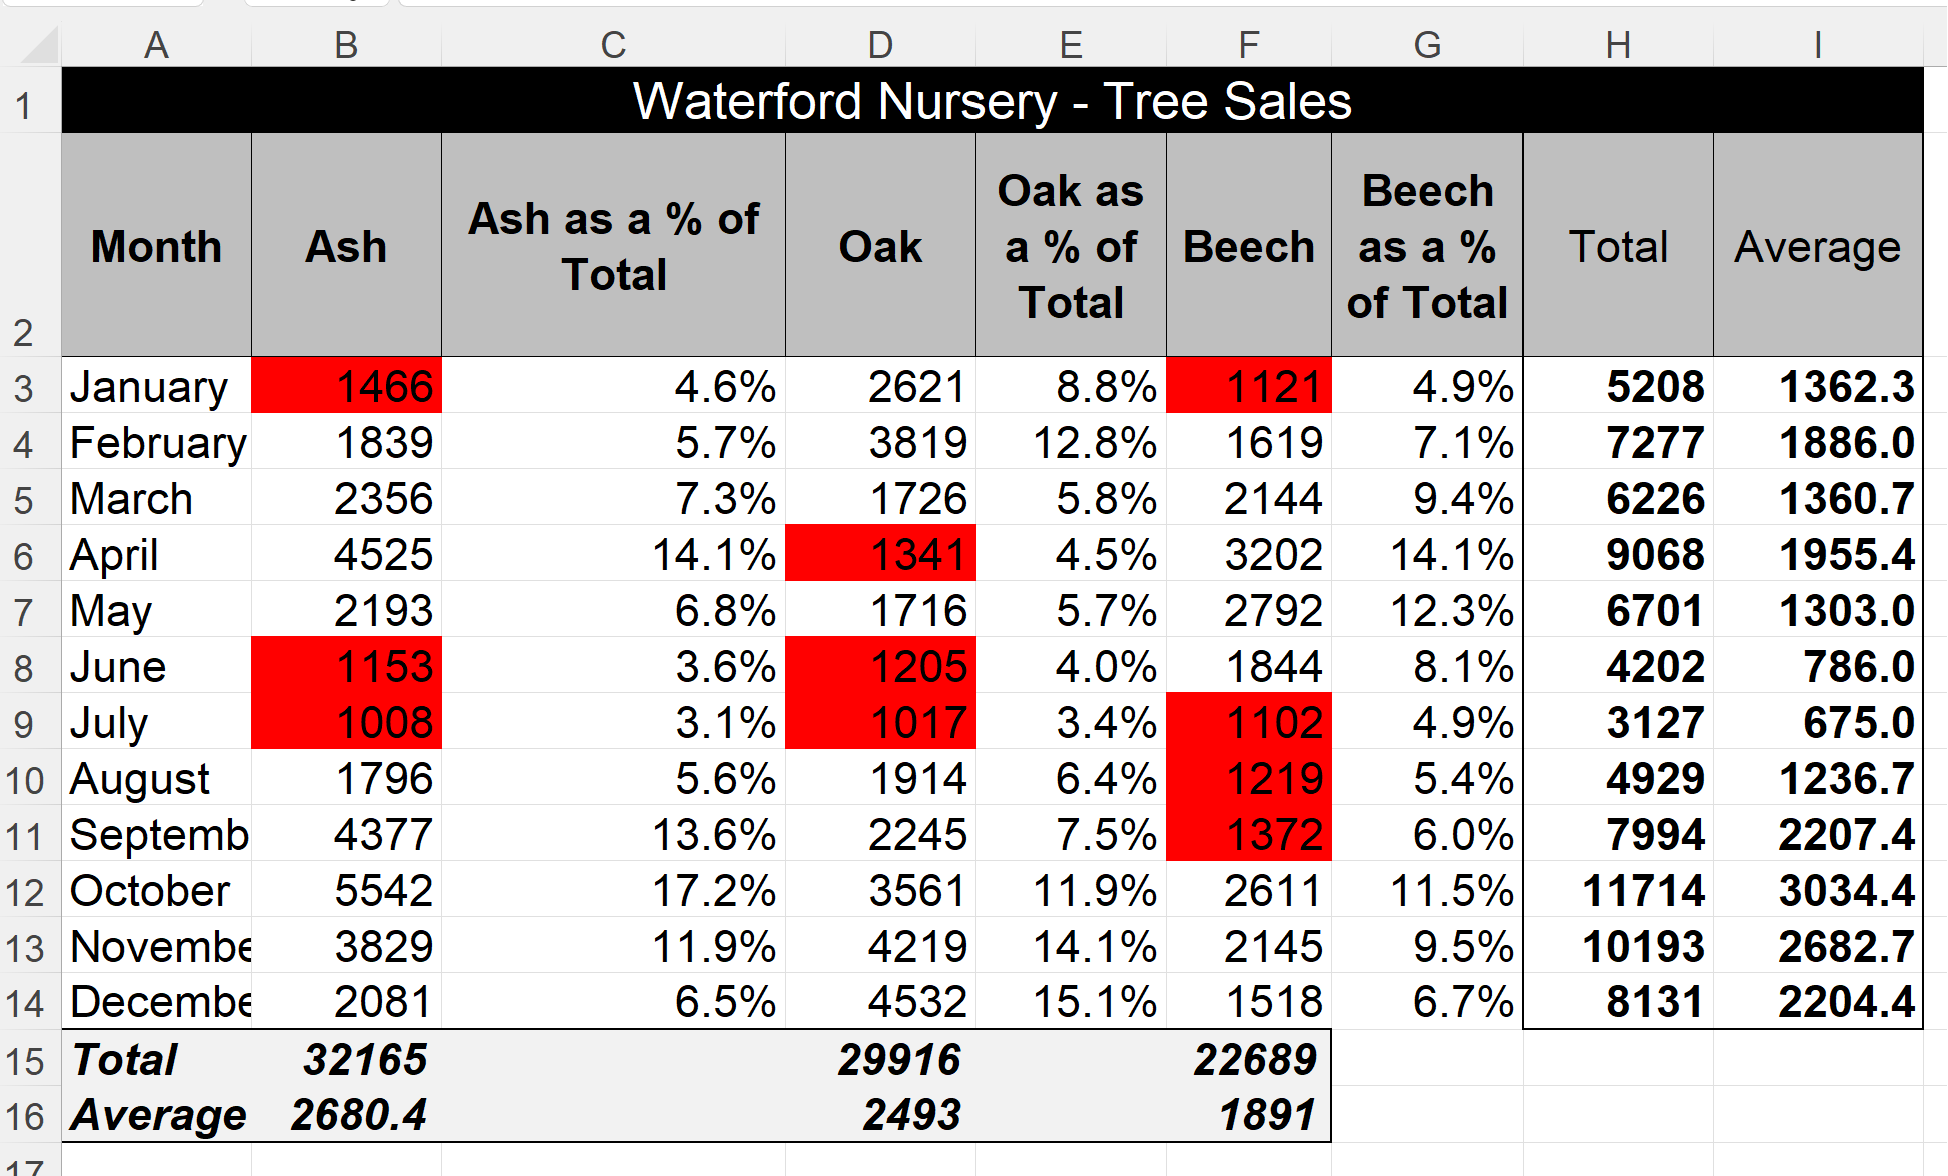 A B C D E F G H I
1 Waterford Nursery - Tree Sales
2 Month Ash Ash as a % of Total Oak Oak as a % of Total Beech Beech as a % of Total Total Average
3 January 1466 4.6% 2621 8.8% 1121 4.9% 5208 1362.3
4 February 1839 5.7% 3819 12.8% 1619 7.1% 7277 1886.0
5 March 2356 7.3% 1726 5.8% 2144 9.4% 6226 1360.7
6 April 4525 14.1% 1341 4.5% 3202 14.1% 9068 1955.4
7 May 2193 6.8% 1716 5.7% 2792 12.3% 6701 1303.0
8 June 1153 3.6% 1205 4.0% 1844 8.1% 4202 786.0
9 July 1008 3.1% 1017 3.4% 1102 4.9% 3127 675.0
10 August 1796 5.6% 1914 6.4% 1219 5.4% 4929 1236.7
11 Septemb 4377 13.6% 2245 7.5% 1372 6.0% 7994 2207.4
12 October 5542 17.2% 3561 11.9% 2611 11.5% 11714 3034.4
13 Novembe 3829 11.9% 4219 14.1% 2145 9.5% 10193 2682.7
14 Decembe 2081 6.5% 4532 15.1% 1518 6.7% 8131 2204.4
15 Total 32165 29916 22689
16 Average 2680.4 2493 1891
17